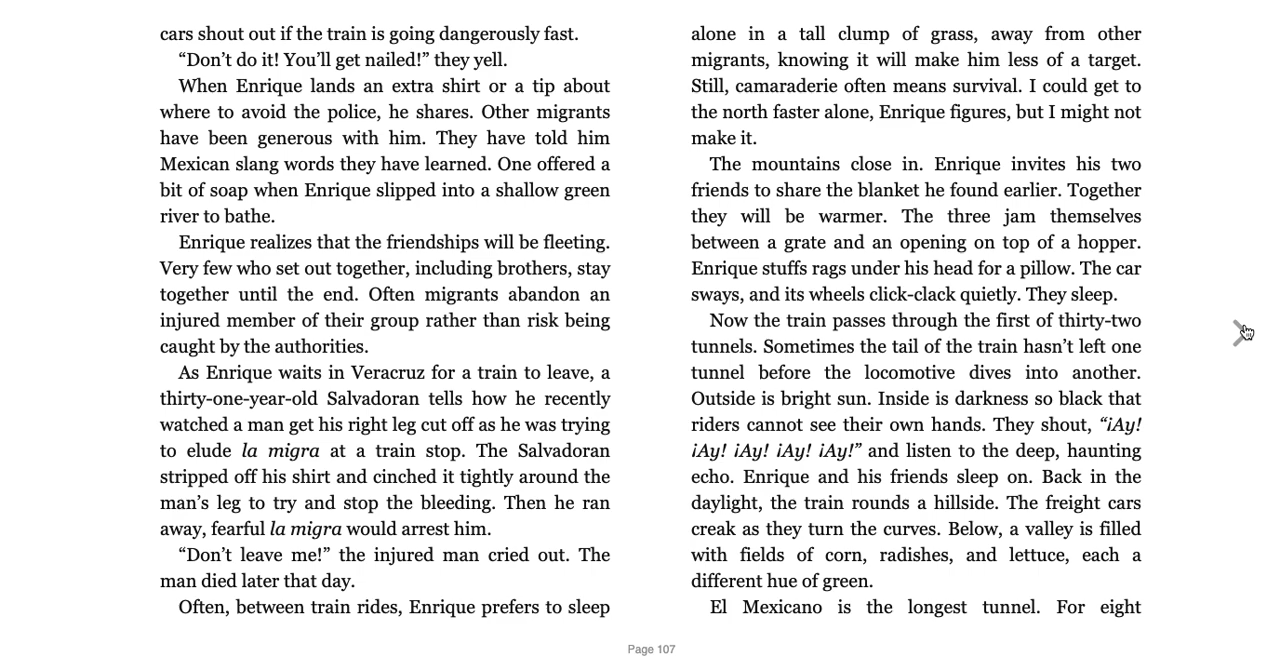 cars shout out if the train is going dangerously fast.
“Don’t do it! You’ll get nailed!” they yell.
When Enrique lands an extra shirt or a tip about
where to avoid the police, he shares. Other migrants
have been generous with him. They have told him
Mexican slang words they have learned. One offered a
bit of soap when Enrique slipped into a shallow green
river to bathe.
Enrique realizes that the friendships will be fleeting.
Very few who set out together, including brothers, stay
together until the end. Often migrants abandon an
injured member of their group rather than risk being
caught by the authorities.
As Enrique waits in Veracruz for a train to leave, a
thirty-one-year-old Salvadoran tells how he recently
watched a man get his right leg cut off as he was trying
to elude la migra at a train stop. The Salvadoran
stripped off his shirt and cinched it tightly around the
man’s leg to try and stop the bleeding. Then he ran
away, fearful la migra would arrest him.
“Don’t leave me!” the injured man cried out. The
man died later that day.
Often, between train rides, Enrique prefers to sleep
alone in a tall clump of grass, away from other
migrants, knowing it will make him less of a target.
Still, camaraderie often means survival. I could get to
the north faster alone, Enrique figures, but I might not
make it.
The mountains close in. Enrique invites his two
friends to share the blanket he found earlier. Together
they will be warmer. The three jam themselves
between a grate and an opening on top of a hopper.
Enrique stuffs rags under his head for a pillow. The car
sways, and its wheels click-clack quietly. They sleep.
Now the train passes through the first of thirty-two
tunnels. Sometimes the tail of the train hasn’t left one
tunnel before the locomotive dives into another.
Outside is bright sun. Inside is darkness so black that
riders cannot see their own hands. They shout, “¡Ay!
¡Ay! ¡Ay! ¡Ay! ¡Ay!” and listen to the deep, haunting
echo. Enrique and his friends sleep on. Back in the
daylight, the train rounds a hillside. The freight cars
creak as they turn the curves. Below, a valley is filled
with fields of corn, radishes, and lettuce, each a
different hue of green.
El Mexicano is the longest tunnel. For eight
Page 107